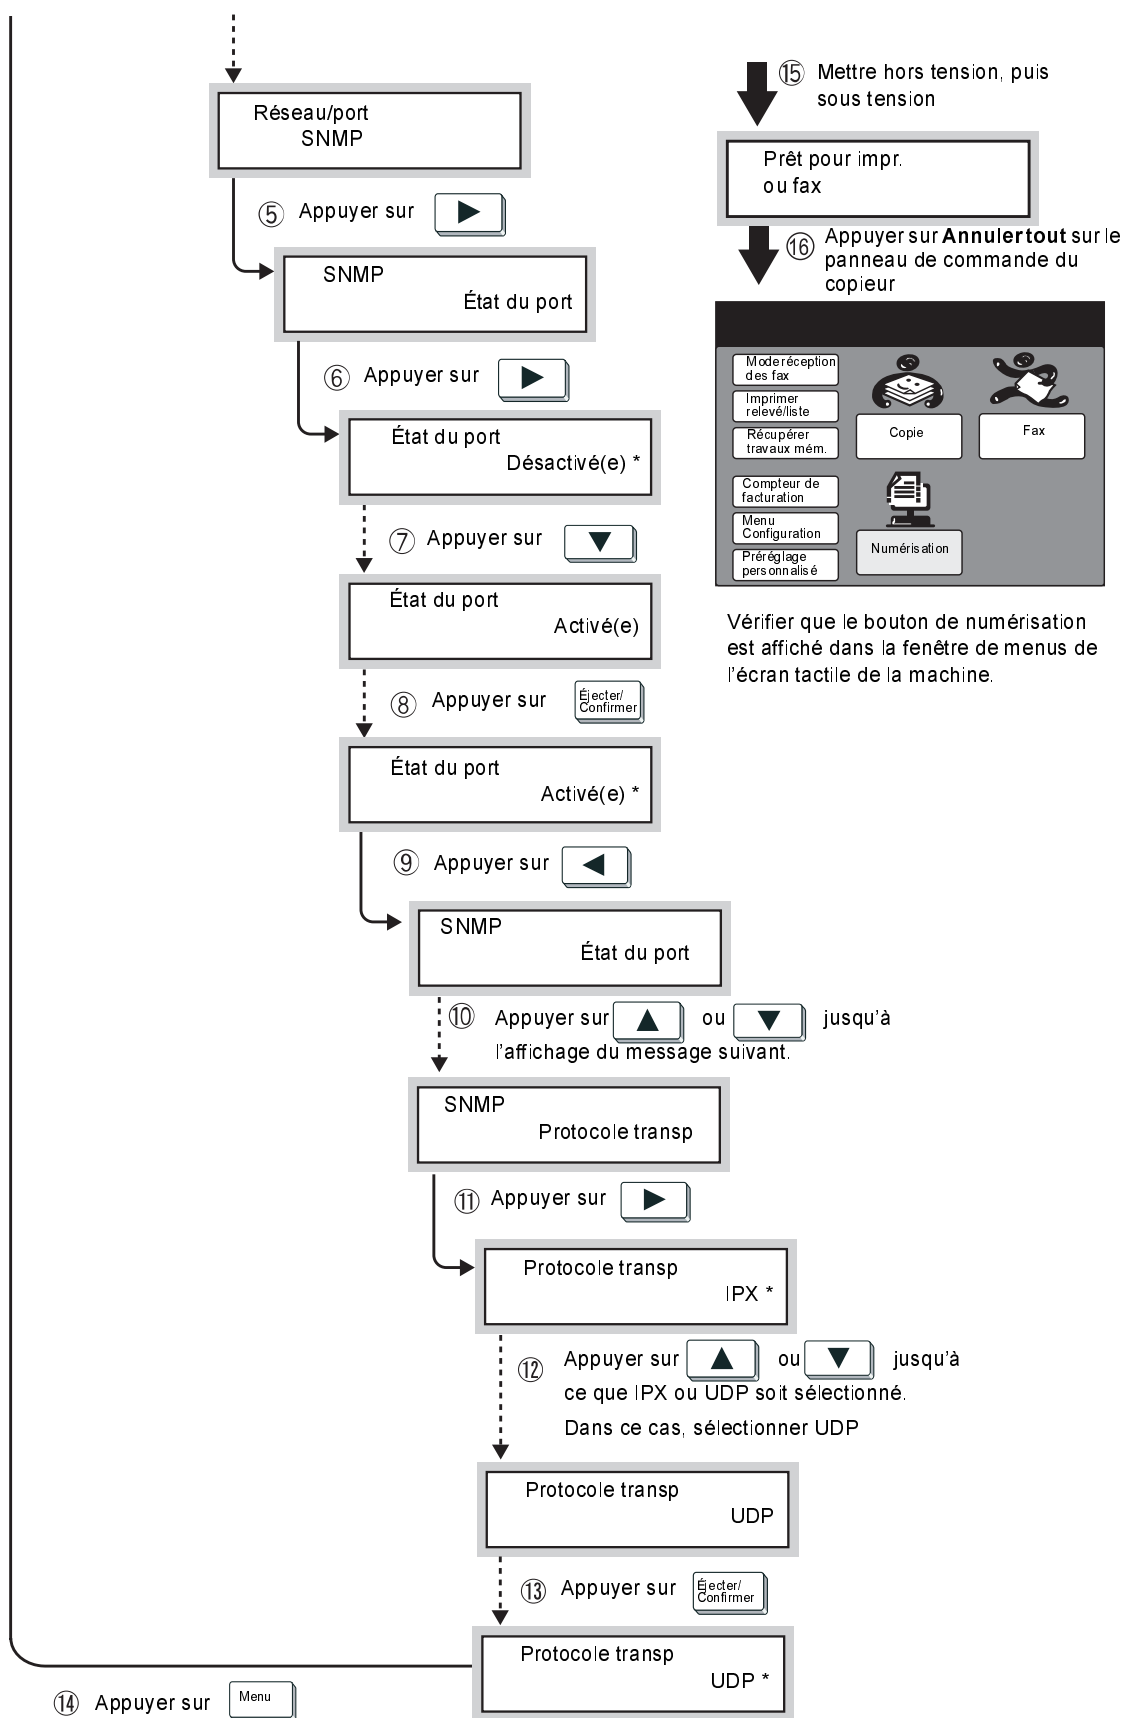 Réseau/port
SNMP
⑤ Appuyer sur
SNMP
État du port
⑥ Appuyer sur
État du port
Désactivé(e) *
⑦ Appuyer sur
État du port
Activé(e)
⑧ Appuyer sur Éjecter/
Confirmer
État du port
Activé(e) *
⑨ Appuyer sur
SNMP
État du port
⑩ Appuyer sur ou jusqu'à
l'affichage du message suivant.
SNMP
Protocole transp
⑪ Appuyer sur
Protocole transp
IPX *
⑫ Appuyer sur ou jusqu'à
ce que IPX ou UDP soit sélectionné.
Dans ce cas, sélectionner UDP
Protocole transp
UDP
⑬ Appuyer sur Éjecter/
Confirmer
Protocole transp
UDP *
⑭ Appuyer sur Menu
⑮ Mettre hors tension, puis
sous tension
Prêt pour impr.
ou fax
⑯ Appuyer sur Annuler tout sur le
panneau de commande du
copieur
Mode réception
des fax
Imprimer
relevé/liste
Récupérer
travaux mém.
Copie
Fax
Compteur de
facturation
Menu
Configuration
Préréglage
personnalisé
Numérisation
Vérifier que le bouton de numérisation
est affiché dans la fenêtre de menus de
l'écran tactile de la machine.